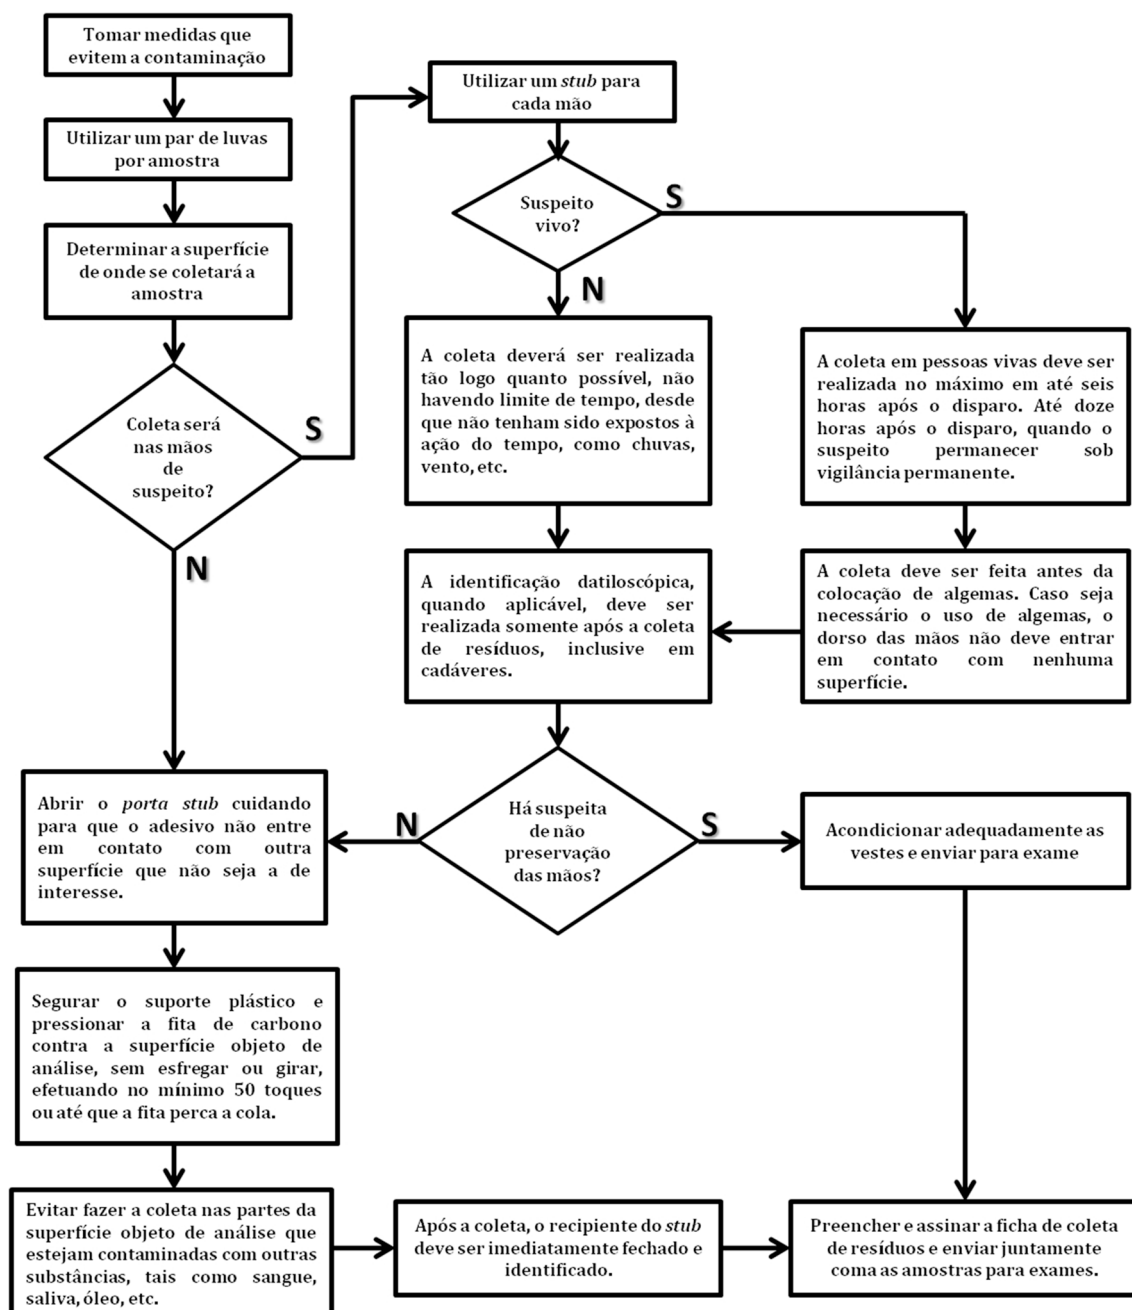 Tomar medidas que
evitem a contaminação
Utilizar um par de luvas
por amostra
Determinar a superfície
de onde se coletará a
amostra
Coleta será
nas mãos
de
suspeito?
S
N
Utilizar um stub para
cada mão
Suspeito
vivo?
S
N
A coleta deverá ser realizada
tão logo quanto possível, não
havendo limite de tempo, desde
que não tenham sido expostos à
ação do tempo, como chuvas,
vento, etc.
A coleta em pessoas vivas deve ser
realizada no máximo em até seis
horas após o disparo. Até doze
horas após o disparo, quando o
suspeito permanecer sob
vigilância permanente.
A coleta deve ser feita antes da
colocação de algemas. Caso seja
necessário o uso de algemas, o
dorso das mãos não deve entrar
em contato com nenhuma
superfície.
A identificação datiloscópica,
quando aplicável, deve ser
realizada somente após a coleta
de resíduos, inclusive em
cadáveres.
Há suspeita
de não
preservação
das mãos?
N
S
Acondicionar adequadamente as
vestes e enviar para exame
Abrir o porta stub cuidando
para que o adesivo não entre
em contato com outra
superfície que não seja a de
interesse.
Segurar o suporte plástico e
pressionar a fita de carbono
contra a superfície objeto de
análise, sem esfregar ou girar,
efetuando no mínimo 50 toques
ou até que a fita perca a cola.
Evitar fazer a coleta nas partes da
superfície objeto de análise que
estejam contaminadas com outras
substâncias, tais como sangue,
saliva, óleo, etc.
Após a coleta, o recipiente do stub
deve ser imediatamente fechado e
identificado.
Preencher e assinar a ficha de coleta
de resíduos e enviar juntamente
coma as amostras para exames.